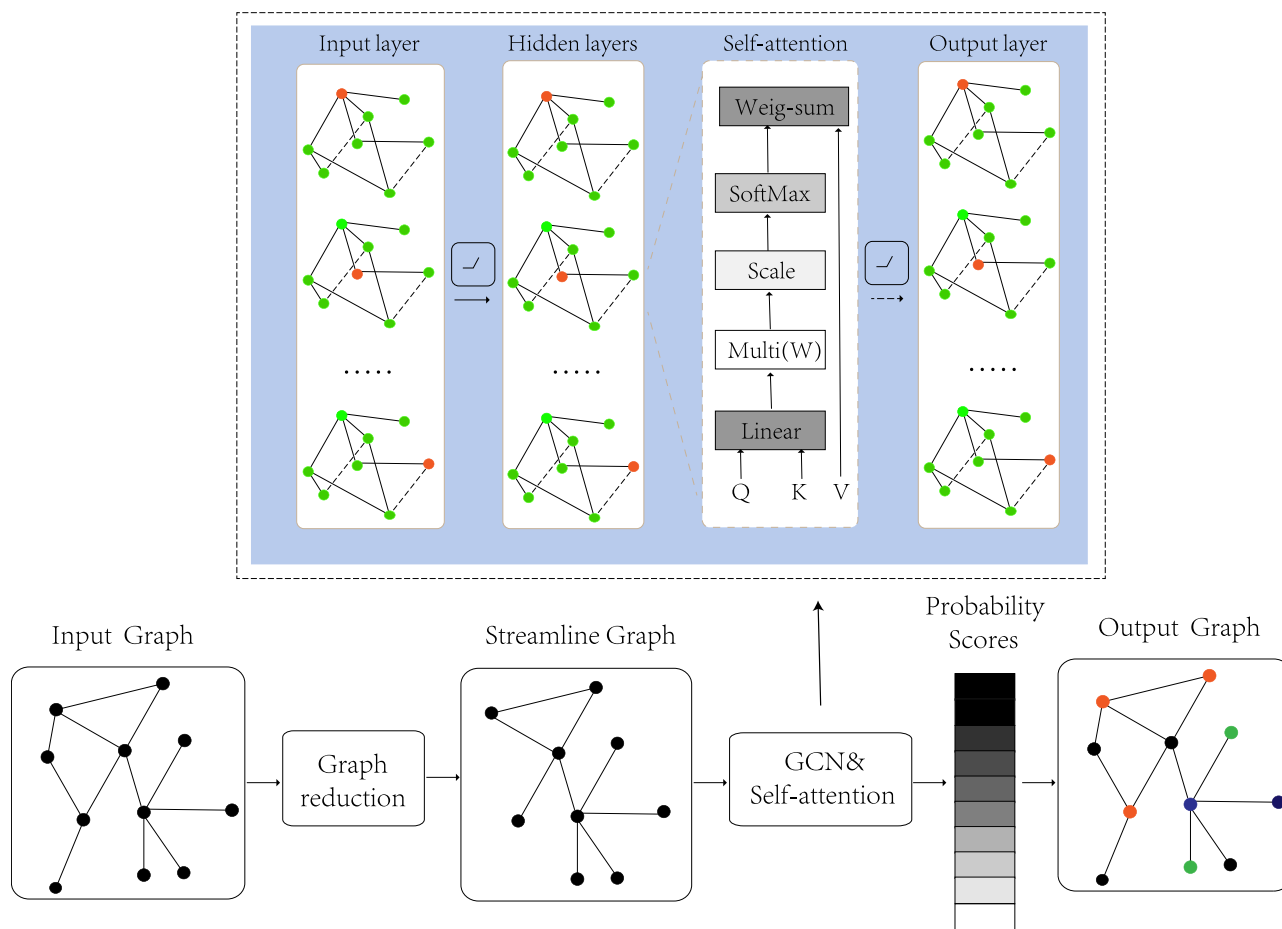 Input layer
Hidden layers
Self-attention
Output layer
Weig-sum
SoftMax
Scale
Multi(W)
Linear
Q
K
V
.....
.....
.....
Input Graph
Graph
reduction
Streamline Graph
GCN&
Self-attention
Probability
Scores
Output Graph